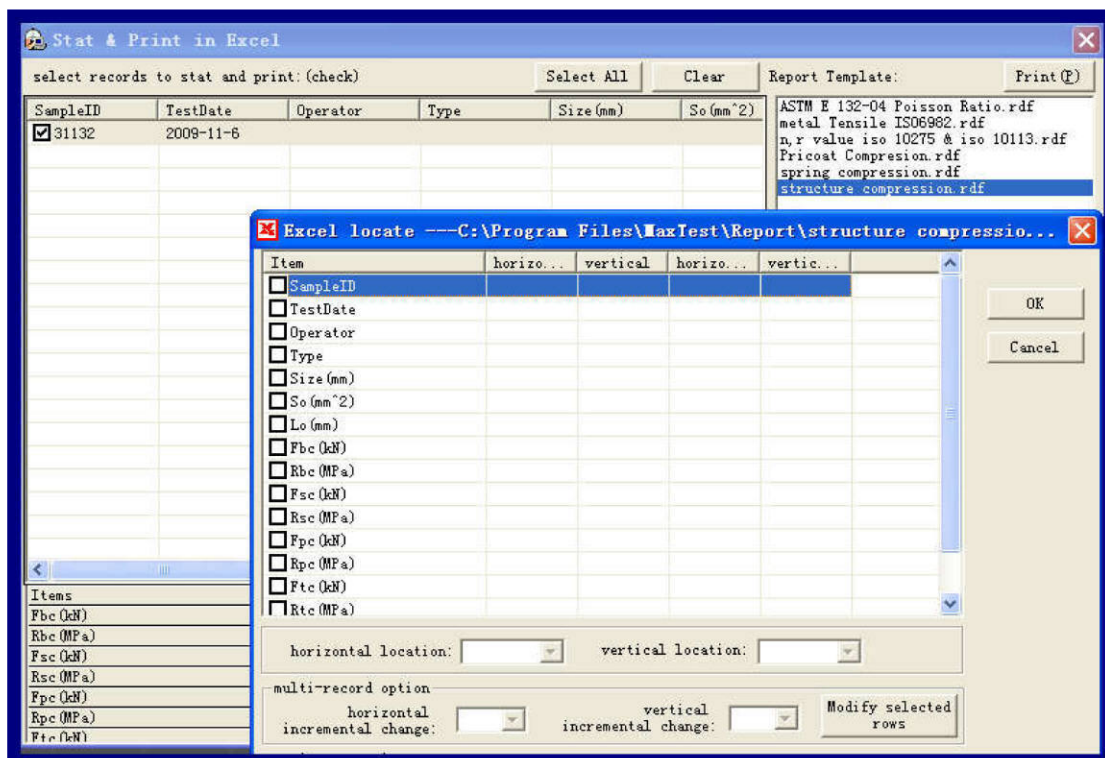 Stat & Print in Excel
select records to stat and print:(check)
Select All
Clear
Report Template:
Print(P)
SampleID TestDate Operator Type Size(mm) So(mm^2)
31132 2009-11-6
ASTM E 132-04 Poisson Ratio.rdf
metal Tensile ISO6982.rdf
n,r value iso 10275 & iso 10113.rdf
Pricoat Compresion.rdf
spring compression.rdf
structure compression.rdf
Excel locate ---C:\Program Files\MaxTest\Report\structure compressio...
Item horizo... vertical horizo... vertic...
SampleID
TestDate
Operator
Type
Size(mm)
So(mm^2)
Lo(mm)
Fbc(kN)
Rbc(MPa)
Fsc(kN)
Rsc(MPa)
Fpc(kN)
Rpc(MPa)
Ftc(kN)
Rtc(MPa)
OK
Cancel
Items
Fbc(kN)
Rbc(MPa)
Fsc(kN)
Rsc(MPa)
Fpc(kN)
Rpc(MPa)
Ftc(kN)
horizontal location:
vertical location:
multi-record option
horizontal
incremental change:
vertical
incremental change:
Modify selected
rows